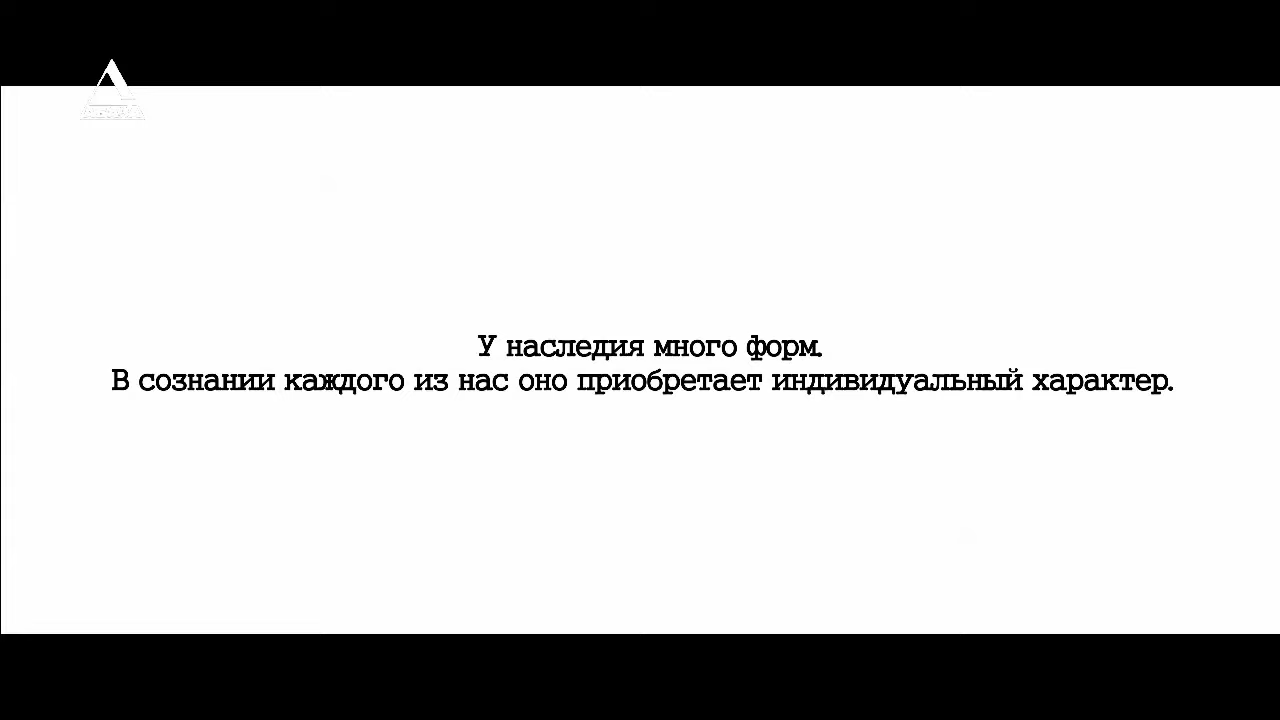 У наследия много форм.
В сознании каждого из нас оно приобретает индивидуальный характер.